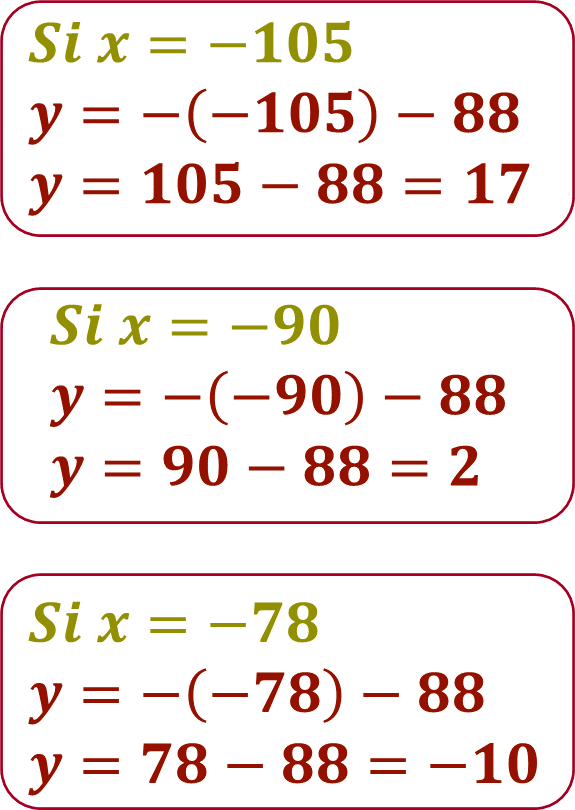 Si x = −105
y = −(−105) − 88
y = 105 − 88 = 17
Si x = −90
y = −(−90) − 88
y = 90 − 88 = 2
Si x = −78
y = −(−78) − 88
y = 78 − 88 = −10